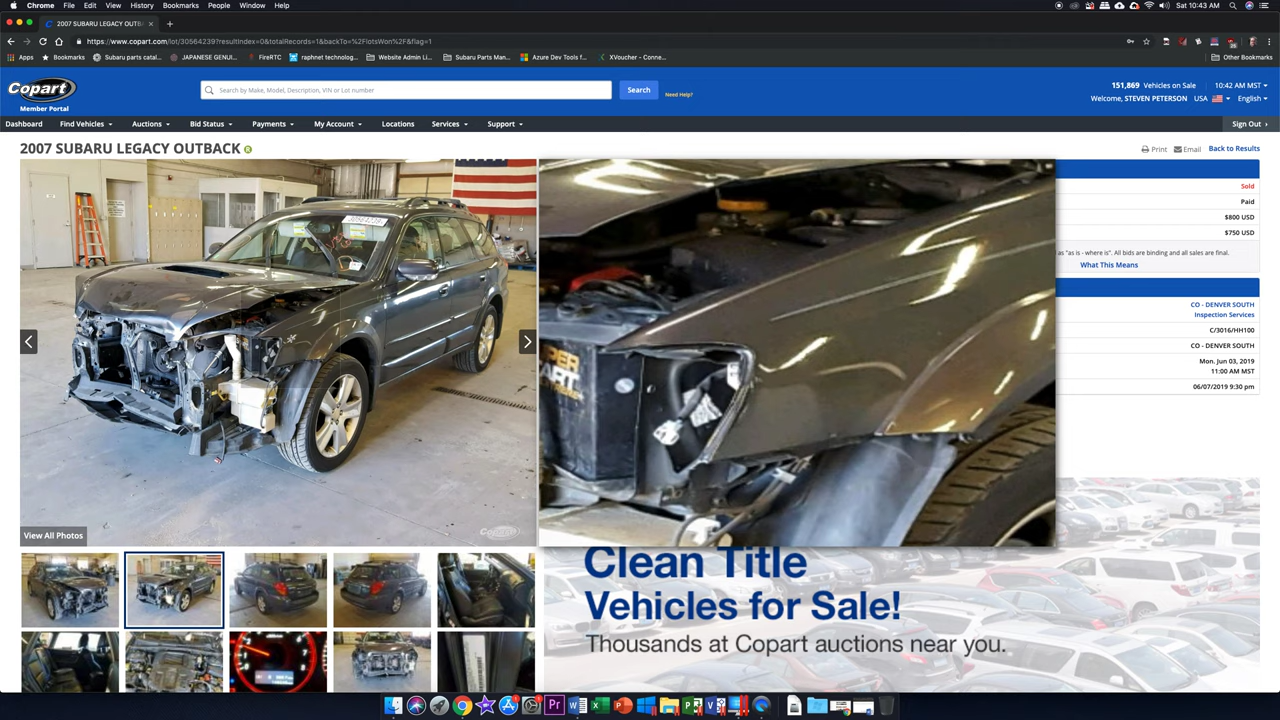 Chrome File Edit View History Bookmarks People Window Help Sat 10:43 AM
2007 SUBARU LEGACY OUTB
https://www.copart.com/lot/30564239?resultIndex=0&totalRecords=1&backTo=%2FlotsWon%2F&flag=1
Apps Bookmarks Subaru parts catal... JAPANESE GENUI... FireRTC raphnet technolog... Website Admin Li... Subaru Parts Man... Azure Dev Tools f... XVoucher - Conne... Other Bookmarks
Copart
Member Portal
Search by Make, Model, Description, VIN or Lot number
Search
Need Help?
151,869 Vehicles on Sale 10:42 AM MST
Welcome, STEVEN PETERSON USA English
Dashboard Find Vehicles Auctions Bid Status Payments My Account Locations Services Support Sign Out
2007 SUBARU LEGACY OUTBACK R
Print Email Back to Results
Sold
Paid
$800 USD
$750 USD
as "as is - where is". All bids are binding and all sales are final.
What This Means
CO - DENVER SOUTH
Inspection Services
C/3016/HH100
CO - DENVER SOUTH
Mon. Jun 03, 2019
11:00 AM MST
06/07/2019 9:30 pm
View All Photos
Copart
Clean Title
Vehicles for Sale!
Thousands at Copart auctions near you.